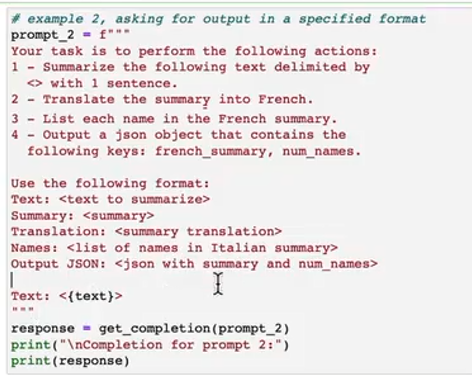 # example 2, asking for output in a specified format
prompt_2 = f"""
Your task is to perform the following actions:
1 - Summarize the following text delimited by
<> with 1 sentence.
2 - Translate the summary into French.
3 - List each name in the French summary.
4 - Output a json object that contains the
following keys: french_summary, num_names.
Use the following format:
Text: <text to summarize>
Summary: <summary>
Translation: <summary translation>
Names: <list of names in Italian summary>
Output JSON: <json with summary and num_names>
Text: <{text}>
"""
response = get_completion(prompt_2)
print("\nCompletion for prompt 2:")
print(response)